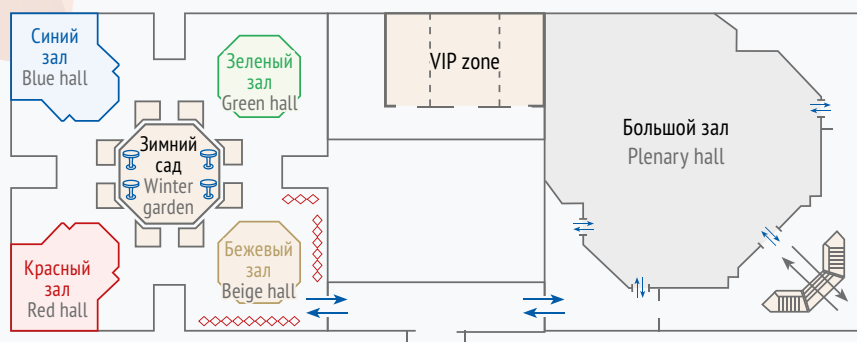 Синий
зал
Blue hall
Зеленый
зал
Green hall
VIP zone
Большой зал
Plenary hall
Зимний
сад
Winter
garden
Красный
зал
Red hall
Бежевый
зал
Beige hall